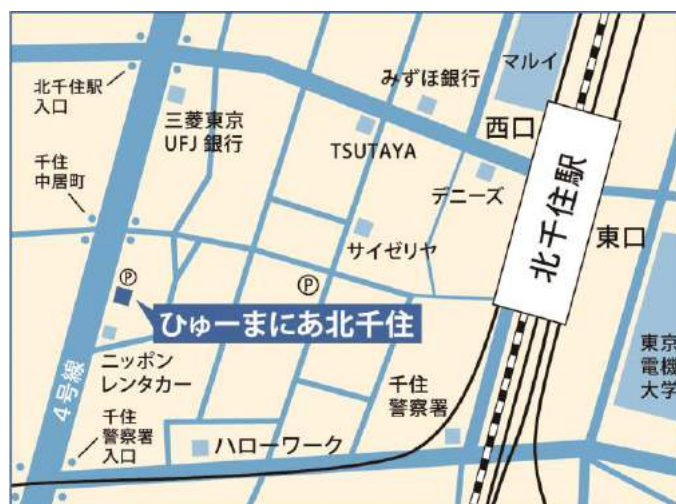 マルイ
みずほ銀行
北千住駅
入口
三菱東京
UFJ 銀行
西口
TSUTAYA
千住
中居町
デニーズ
北千住駅
東口
サイゼリヤ
Ⓟ
Ⓟ
ひゅーまにあ北千住
ニッポン
レンタカー
東京
電機
大学
4号線
千住
警察署
千住
警察署
入口
ハローワーク